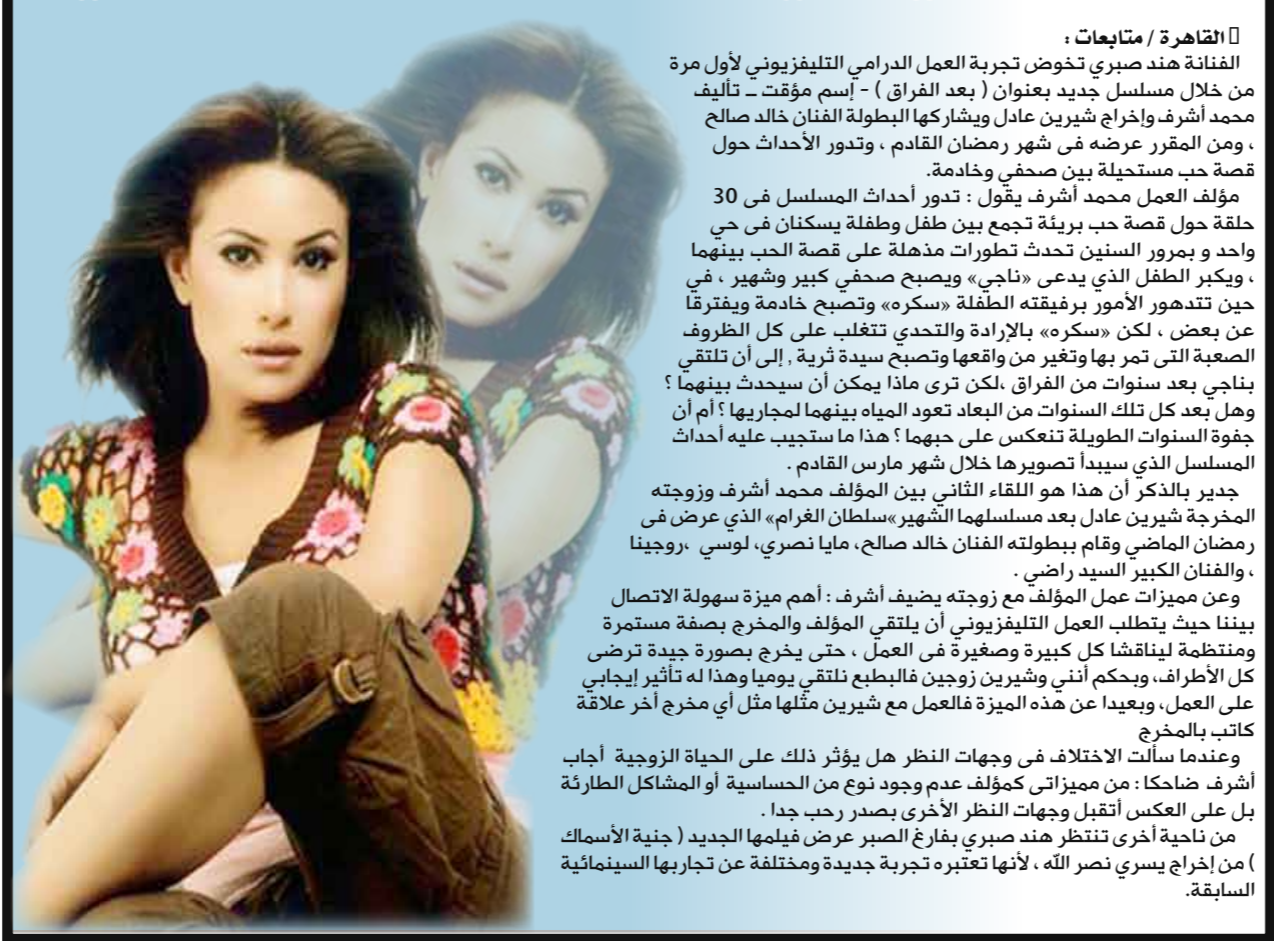 القاهرة / متابعات :
الفنانة هند صبري تخوض تجربة العمل الدرامي التليفزيوني لأول مرة
من خلال مسلسل جديد بعنوان ( بعد الفراق ) - إسم مؤقت _ تأليف
محمد أشرف وإخراج شيرين عادل ويشاركها البطولة الفنان خالد صالح
، ومن المقرر عرضه فى شهر رمضان القادم ، وتدور الأحداث حول
قصة حب مستحيلة بين صحفي وخادمة.
مؤلف العمل محمد أشرف يقول : تدور أحداث المسلسل فى 30
حلقة حول قصة حب بريئة تجمع بين طفل وطفلة يسكنان فى حي
واحد و بمرور السنين تحدث تطورات مذهلة على قصة الحب بينهما
، ويكبر الطفل الذي يدعى «ناجي» ويصبح صحفي كبير وشهير ، في
حين تتدهور الأمور برفيقته الطفلة «سكره» وتصبح خادمة ويفترقا
عن بعض ، لكن «سكره» بالإرادة والتحدي تتغلب على كل الظروف
الصعبة التى تمر بها وتغير من واقعها وتصبح سيدة ثرية , إلى أن تلتقي
بناجي بعد سنوات من الفراق ،لكن ترى ماذا يمكن أن سيحدث بينهما ؟
وهل بعد كل تلك السنوات من البعاد تعود المياه بينهما لمجاريها ؟ أم أن
جفوة السنوات الطويلة تنعكس على حبهما ؟ هذا ما ستجيب عليه أحداث
المسلسل الذي سيبدأ تصويرها خلال شهر مارس القادم .
جدير بالذكر أن هذا هو اللقاء الثاني بين المؤلف محمد أشرف وزوجته
المخرجة شيرين عادل بعد مسلسلهما الشهير»سلطان الغرام» الذي عرض فى
رمضان الماضي وقام ببطولته الفنان خالد صالح، مايا نصري، لوسي ،روجينا
، والفنان الكبير السيد راضي .
وعن مميزات عمل المؤلف مع زوجته يضيف أشرف : أهم ميزة سهولة الاتصال
بيننا حيث يتطلب العمل التليفزيوني أن يلتقي المؤلف والمخرج بصفة مستمرة
ومنتظمة ليناقشا كل كبيرة وصغيرة فى العمل ، حتى يخرج بصورة جيدة ترضى
كل الأطراف، وبحكم أنني وشيرين زوجين فالبطبع نلتقي يوميا وهذا له تأثير إيجابي
على العمل، وبعيدا عن هذه الميزة فالعمل مع شيرين مثلها مثل أي مخرج أخر علاقة
كاتب بالمخرج
وعندما سألت الاختلاف فى وجهات النظر هل يؤثر ذلك على الحياة الزوجية أجاب
أشرف ضاحكا : من مميزاتى كمؤلف عدم وجود نوع من الحساسية أو المشاكل الطارئة
بل على العكس أتقبل وجهات النظر الأخرى بصدر رحب جدا .
من ناحية أخرى تنتظر هند صبري بفارغ الصبر عرض فيلمها الجديد ( جنية الأسماك
) من إخراج يسري نصر الله ، لأنها تعتبره تجربة جديدة ومختلفة عن تجاربها السينمائية
السابقة.